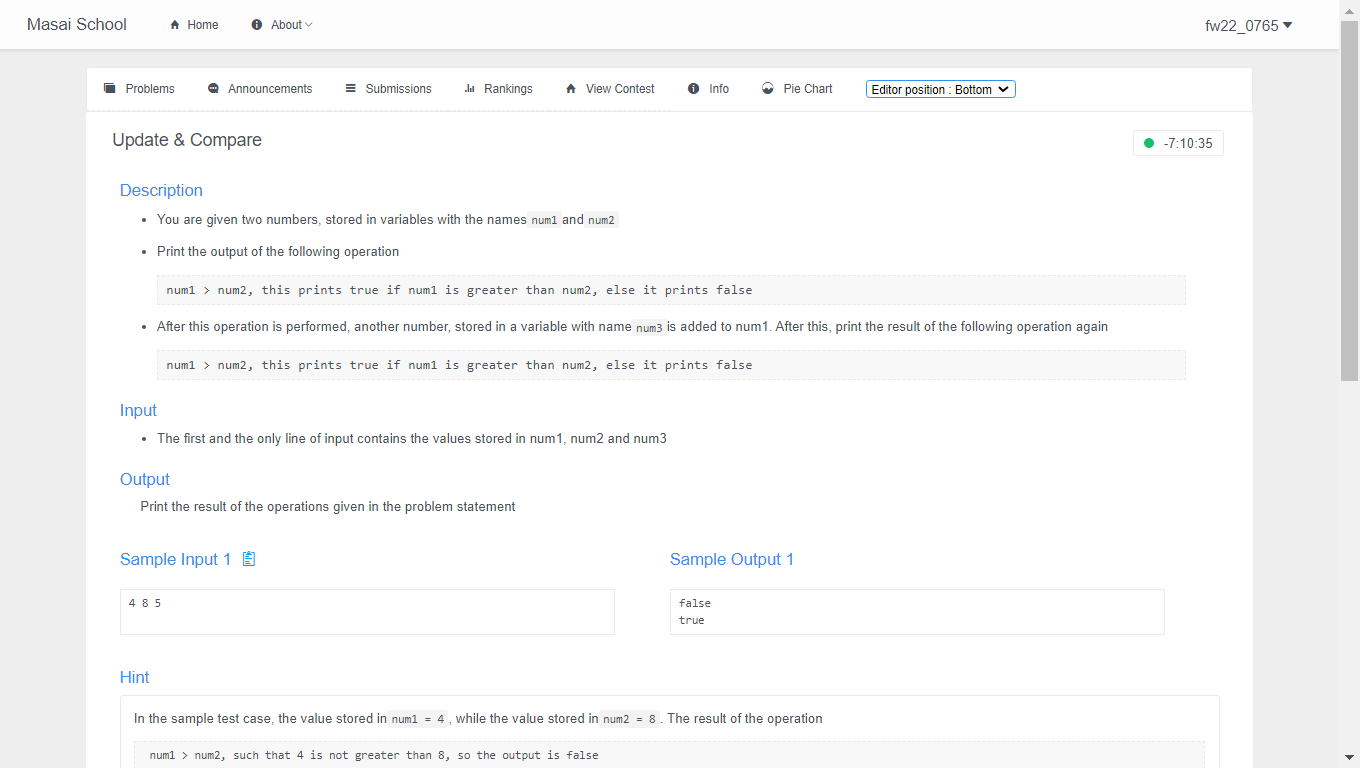 Masai School Home About fw22_0765
Problems Announcements Submissions Rankings View Contest Info Pie Chart Editor position : Bottom
Update & Compare
-7:10:35
Description
You are given two numbers, stored in variables with the names num1 and num2
Print the output of the following operation
num1 > num2, this prints true if num1 is greater than num2, else it prints false
After this operation is performed, another number, stored in a variable with name num3 is added to num1. After this, print the result of the following operation again
num1 > num2, this prints true if num1 is greater than num2, else it prints false
Input
The first and the only line of input contains the values stored in num1, num2 and num3
Output
Print the result of the operations given in the problem statement
Sample Input 1
4 8 5
Sample Output 1
false
true
Hint
In the sample test case, the value stored in num1 = 4 , while the value stored in num2 = 8 . The result of the operation
num1 > num2, such that 4 is not greater than 8, so the output is false